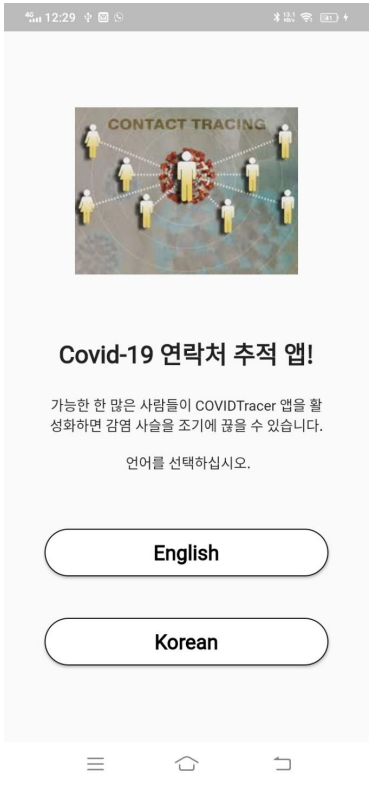 4G 12:29
CONTACT TRACING
Covid-19 연락처 추적 앱!
가능한 한 많은 사람들이 COVIDTracer 앱을 활
성화하면 감염 사슬을 조기에 끊을 수 있습니다.
언어를 선택하십시오.
English
Korean